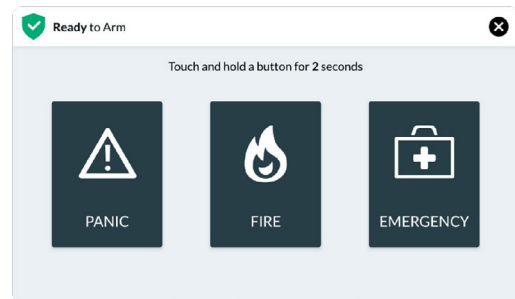 Ready to Arm
Touch and hold a button for 2 seconds
PANIC
FIRE
EMERGENCY